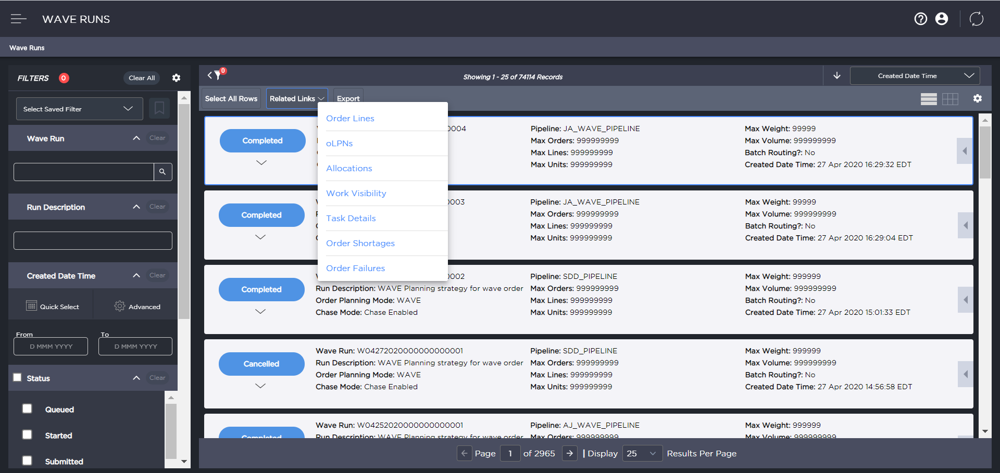 WAVE RUNS
Wave Runs
FILTERS 0 Clear All
Select Saved Filter
Wave Run Clear
Run Description Clear
Created Date Time Clear
Quick Select Advanced
From To
D MMM YYYY D MMM YYYY
Status Clear
Queued
Started
Submitted
0 Showing 1 - 25 of 74114 Records Created Date Time
Select All Rows Related Links Export
Order Lines
oLPNs
Allocations
Work Visibility
Task Details
Order Shortages
Order Failures
Completed
0004 Pipeline: JA_WAVE_PIPELINE Max Weight: 99999
Max Orders: 999999999 Max Volume: 999999999
Max Lines: 999999999 Batch Routing?: No
Max Units: 999999999 Created Date Time: 27 Apr 2020 16:29:32 EDT
Completed
0003 Pipeline: JA_WAVE_PIPELINE Max Weight: 99999
Max Orders: 999999999 Max Volume: 999999999
Max Lines: 999999999 Batch Routing?: No
Max Units: 999999999 Created Date Time: 27 Apr 2020 16:29:04 EDT
Completed
0002 Pipeline: SDD_PIPELINE Max Weight: 999999
Run Description: WAVE Planning strategy for wave order Max Orders: 999999999 Max Volume: 999999999
Order Planning Mode: WAVE Max Lines: 999999999 Batch Routing?: No
Chase Mode: Chase Enabled Max Units: 999999999 Created Date Time: 27 Apr 2020 15:01:33 EDT
Cancelled
Wave Run: W04272020000000000001 Pipeline: SDD_PIPELINE Max Weight: 999999
Run Description: WAVE Planning strategy for wave order Max Orders: 999999999 Max Volume: 999999999
Order Planning Mode: WAVE Max Lines: 999999999 Batch Routing?: No
Chase Mode: Chase Enabled Max Units: 999999999 Created Date Time: 27 Apr 2020 14:56:58 EDT
Completed
Wave Run: W04252020000000000001 Pipeline: AJ_WAVE_PIPELINE Max Weight: 999999
Run Description: WAVE Planning strategy for wave order Max Orders: 999999999 Max Volume: 999999999
Page 1 of 2965 | Display 25 Results Per Page